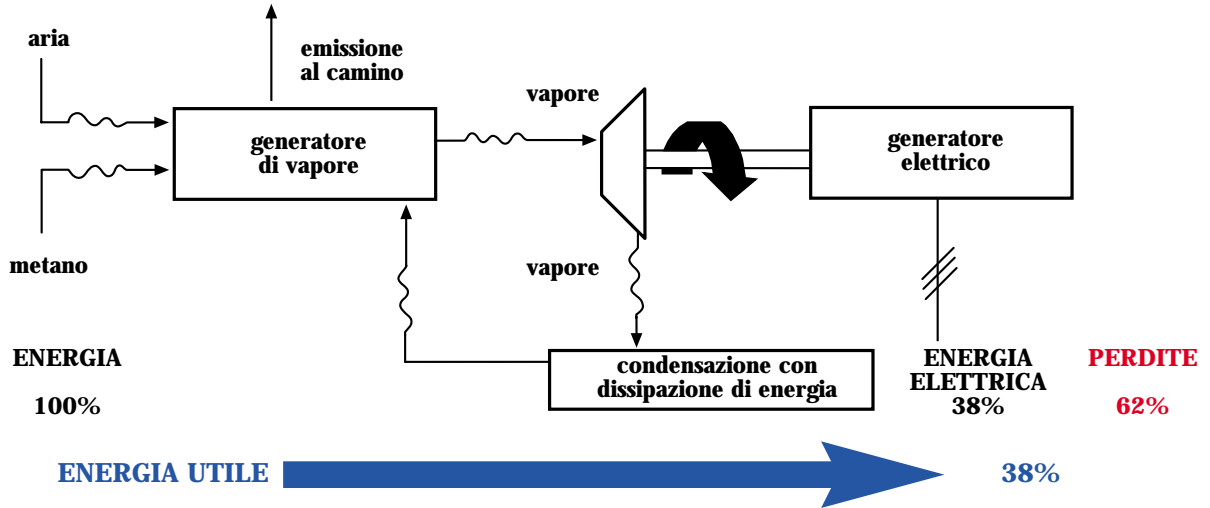 aria
emissione
al camino
vapore
generatore
di vapore
generatore
elettrico
metano
vapore
condensazione con
dissipazione di energia
ENERGIA
100%
ENERGIA
ELETTRICA
38%
PERDITE
62%
ENERGIA UTILE
38%